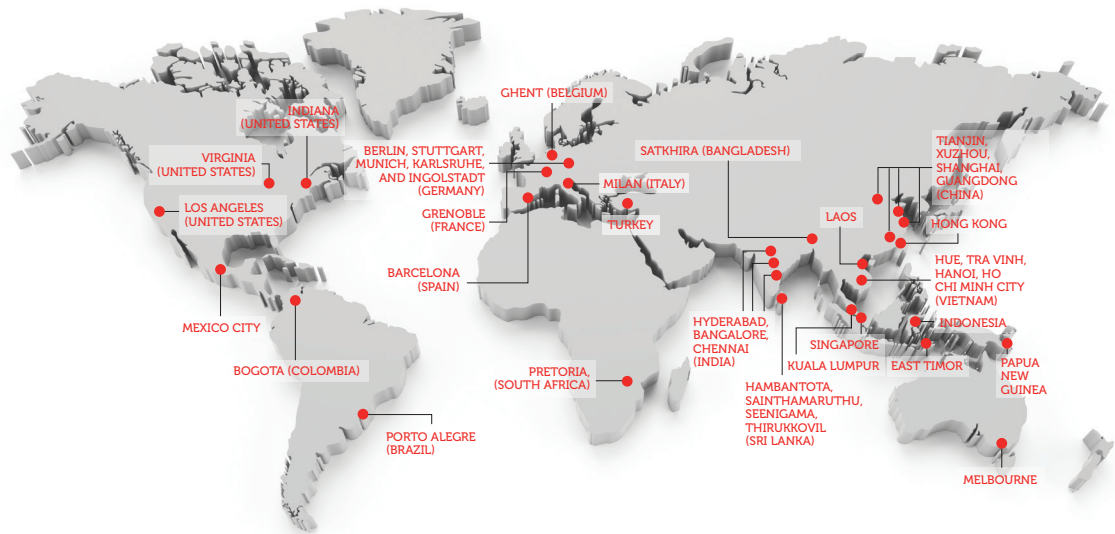 GHENT (BELGIUM)
INDIANA
(UNITED STATES)
VIRGINIA
(UNITED STATES)
LOS ANGELES
(UNITED STATES)
BERLIN, STUTTGART,
MUNICH, KARLSRUHE,
AND INGOLSTADT
(GERMANY)
MILAN (ITALY)
GRENOBLE
(FRANCE)
TURKEY
BARCELONA
(SPAIN)
SATKHIRA (BANGLADESH)
TIANJIN,
XUZHOU,
SHANGHAI,
GUANGDONG
(CHINA)
LAOS
HONG KONG
HUE, TRA VINH,
HANOI, HO
CHI MINH CITY
(VIETNAM)
MEXICO CITY
BOGOTA (COLOMBIA)
PORTO ALEGRE
(BRAZIL)
PRETORIA,
(SOUTH AFRICA)
HYDERABAD,
BANGALORE,
CHENNAI
(INDIA)
HAMBANTOTA,
SAINTHAMARUTHU,
SEENIGAMA,
THIRUKKOVIL
(SRI LANKA)
SINGAPORE
KUALA LUMPUR
INDONESIA
EAST TIMOR
PAPUA
NEW
GUINEA
MELBOURNE